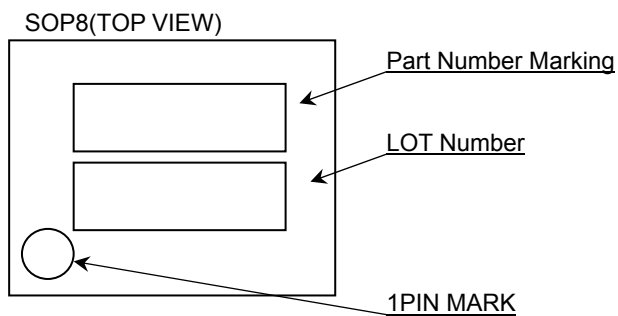 SOP8(TOP VIEW)
Part Number Marking
LOT Number
1PIN MARK